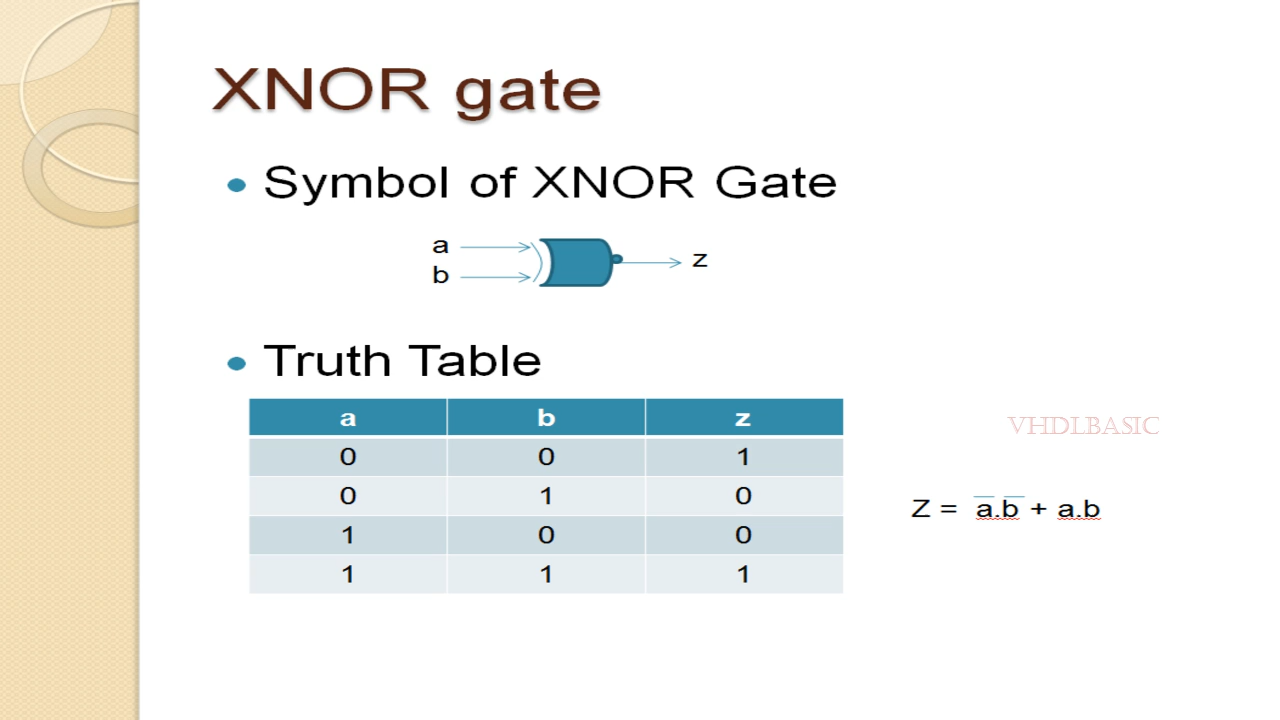 XNOR gate
Symbol of XNOR Gate
a
b
z
Truth Table
a b z
0 0 1
0 1 0
1 0 0
1 1 1
VHDLBASIC
Z = a̅.b̅ + a.b